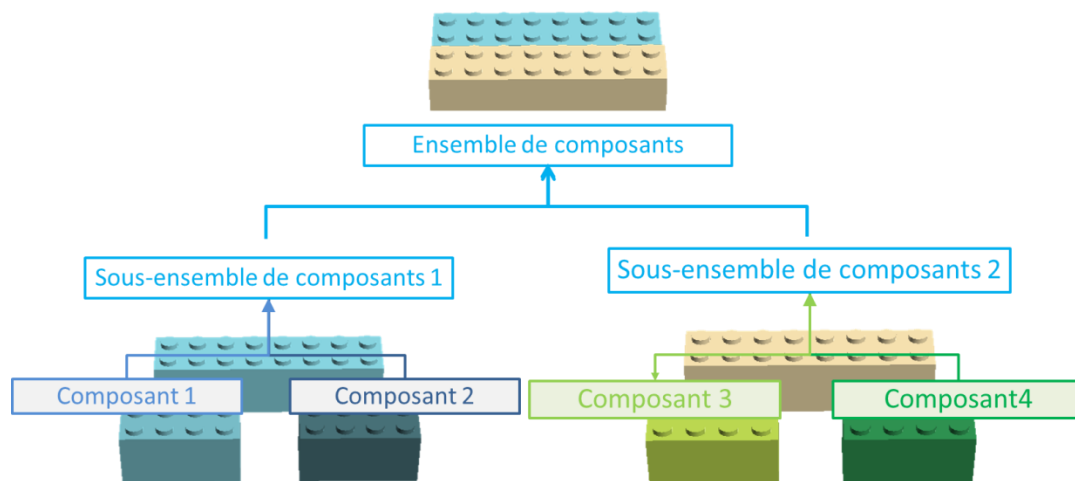 Ensemble de composants
Sous-ensemble de composants 1
Sous-ensemble de composants 2
Composant 1
Composant 2
Composant 3
Composant4